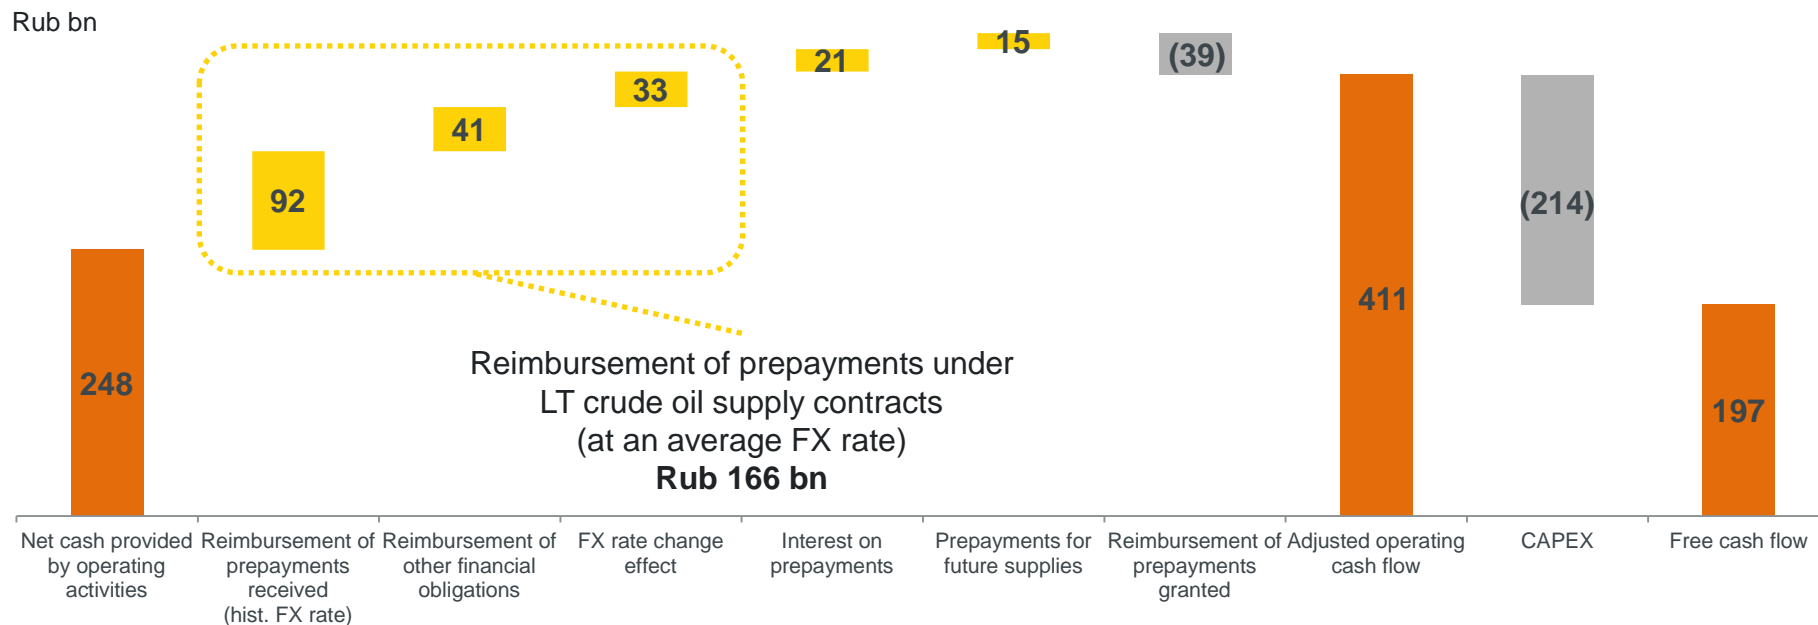 Rub bn
248
92
41
33
21
15
(39)
411
(214)
197
Reimbursement of prepayments under
LT crude oil supply contracts
(at an average FX rate)
Rub 166 bn
Net cash provided
by operating
activities
Reimbursement of
prepayments
received
(hist. FX rate)
Reimbursement of
other financial
obligations
FX rate change
effect
Interest on
prepayments
Prepayments for
future supplies
Reimbursement of
prepayments
granted
Adjusted operating
cash flow
CAPEX
Free cash flow